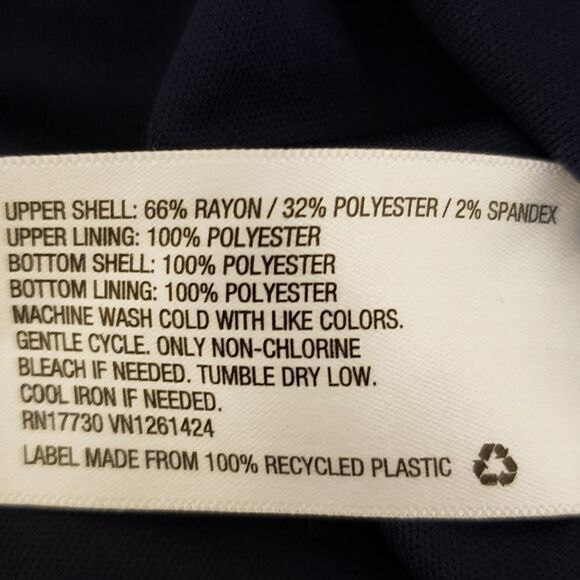 UPPER SHELL: 66% RAYON / 32% POLYESTER / 2% SPANDEX
UPPER LINING: 100% POLYESTER
BOTTOM SHELL: 100% POLYESTER
BOTTOM LINING: 100% POLYESTER
MACHINE WASH COLD WITH LIKE COLORS.
GENTLE CYCLE. ONLY NON-CHLORINE
BLEACH IF NEEDED. TUMBLE DRY LOW.
COOL IRON IF NEEDED.
RN17730 VN1261424
LABEL MADE FROM 100% RECYCLED PLASTIC